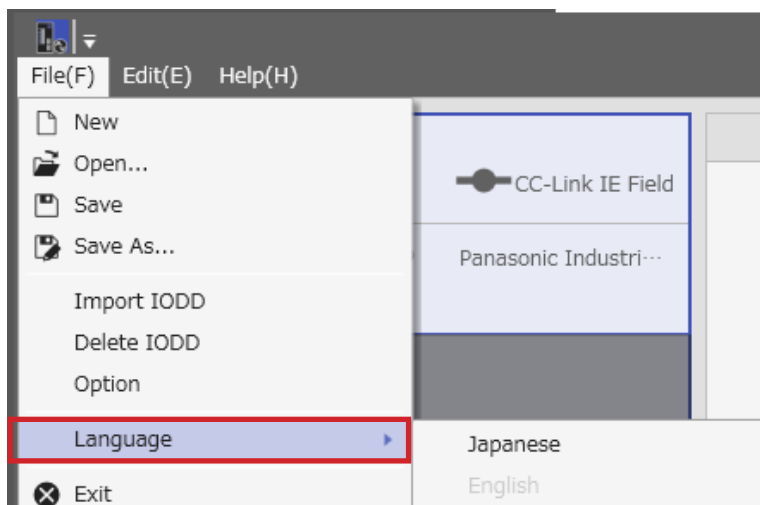 File(F) Edit(E) Help(H)
New
Open...
Save
Save As...
Import IODD
Delete IODD
Option
Language
Exit
CC-Link IE Field
Panasonic Industri···
Japanese
English